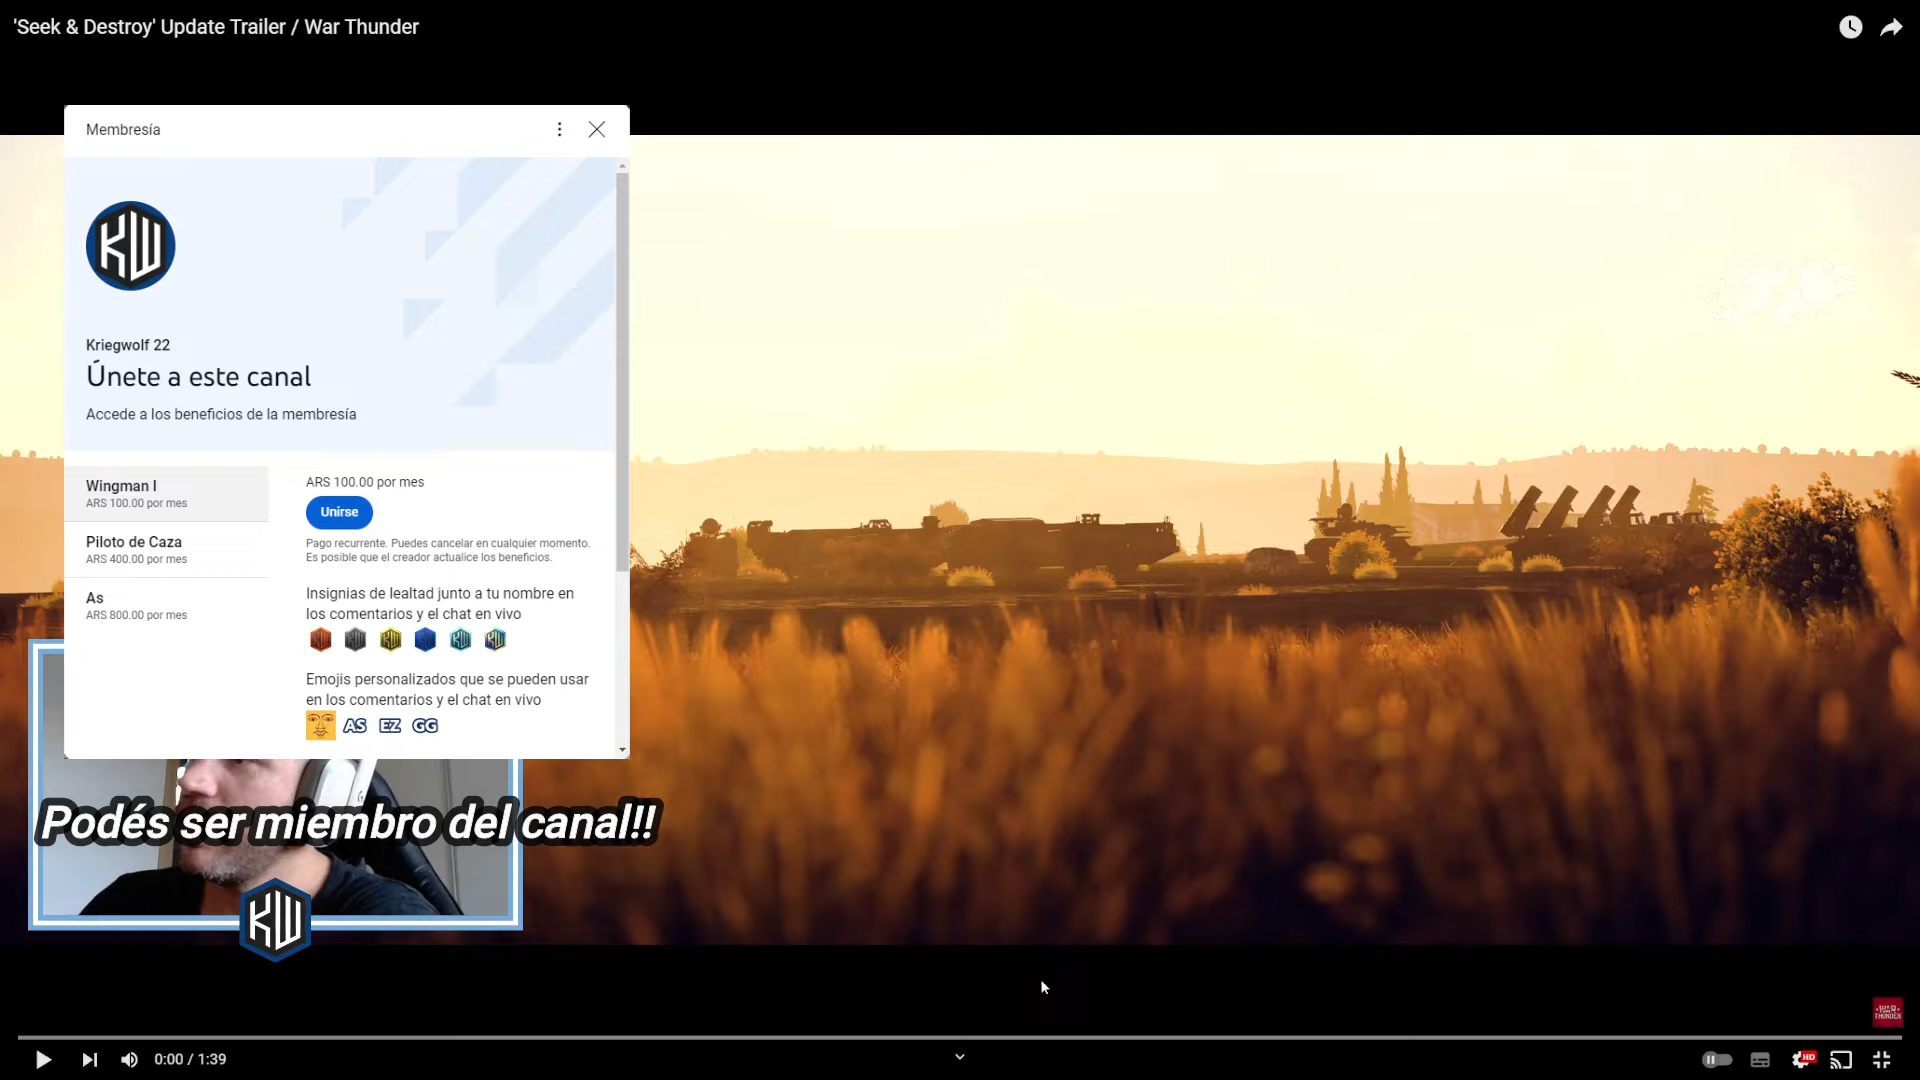 'Seek & Destroy' Update Trailer / War Thunder
Membresía
KW
Kriegwolf 22
Únete a este canal
Accede a los beneficios de la membresía
Wingman I
ARS 100.00 por mes
Piloto de Caza
ARS 400.00 por mes
As
ARS 800.00 por mes
ARS 100.00 por mes
Unirse
Pago recurrente. Puedes cancelar en cualquier momento.
Es posible que el creador actualice los beneficios.
Insignias de lealtad junto a tu nombre en
los comentarios y el chat en vivo
Emojis personalizados que se pueden usar
en los comentarios y el chat en vivo
AS EZ GG
Podés ser miembro del canal!!
KW
WAR
THUNDER
0:00 / 1:39
HD